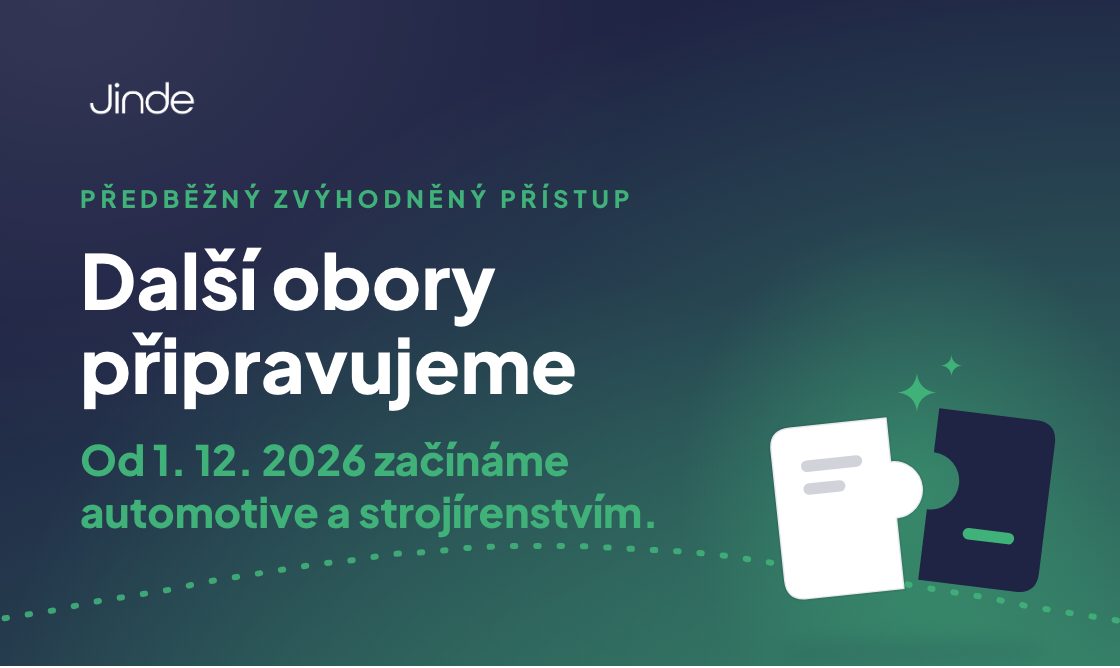 Jinde
PŘEDBĚŽNÝ ZVÝHODNĚNÝ PŘÍSTUP
Další obory
připravujeme
Od 1. 12. 2026 začínáme
automotive a strojírenstvím.